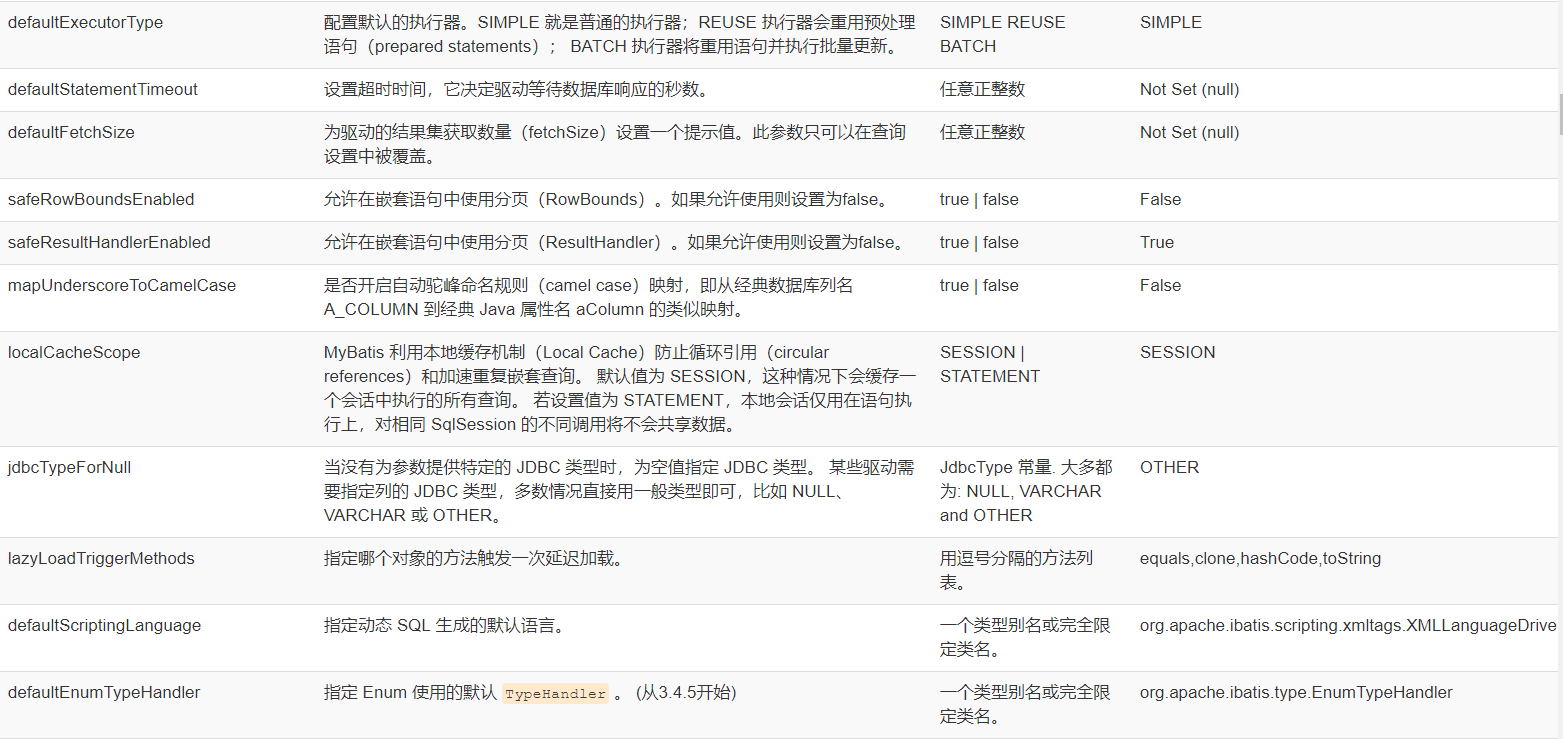 defaultExecutorType
配置默认的执行器。SIMPLE 就是普通的执行器；REUSE 执行器会重用预处理
语句（prepared statements）； BATCH 执行器将重用语句并执行批量更新。
SIMPLE REUSE
BATCH
SIMPLE
defaultStatementTimeout
设置超时时间，它决定驱动等待数据库响应的秒数。
任意正整数
Not Set (null)
defaultFetchSize
为驱动的结果集获取数量（fetchSize）设置一个提示值。此参数只可以在查询
设置中被覆盖。
任意正整数
Not Set (null)
safeRowBoundsEnabled
允许在嵌套语句中使用分页（RowBounds）。如果允许使用则设置为false。
true | false
False
safeResultHandlerEnabled
允许在嵌套语句中使用分页（ResultHandler）。如果允许使用则设置为false。
true | false
True
mapUnderscoreToCamelCase
是否开启自动驼峰命名规则（camel case）映射，即从经典数据库列名
A_COLUMN 到经典 Java 属性名 aColumn 的类似映射。
true | false
False
localCacheScope
MyBatis 利用本地缓存机制（Local Cache）防止循环引用（circular
references）和加速重复嵌套查询。 默认值为 SESSION，这种情况下会缓存一
个会话中执行的所有查询。 若设置值为 STATEMENT，本地会话仅用在语句执
行上，对相同 SqlSession 的不同调用将不会共享数据。
SESSION |
STATEMENT
SESSION
jdbcTypeForNull
当没有为参数提供特定的 JDBC 类型时，为空值指定 JDBC 类型。 某些驱动需
要指定列的 JDBC 类型，多数情况直接用一般类型即可，比如 NULL、
VARCHAR 或 OTHER。
JdbcType 常量. 大多都
为: NULL, VARCHAR
and OTHER
OTHER
lazyLoadTriggerMethods
指定哪个对象的方法触发一次延迟加载。
用逗号分隔的方法列
表。
equals,clone,hashCode,toString
defaultScriptingLanguage
指定动态 SQL 生成的默认语言。
一个类型别名或完全限
定类名。
org.apache.ibatis.scripting.xmltags.XMLLanguageDrive
defaultEnumTypeHandler
指定 Enum 使用的默认 TypeHandler 。 (从3.4.5开始)
一个类型别名或完全限
定类名。
org.apache.ibatis.type.EnumTypeHandler